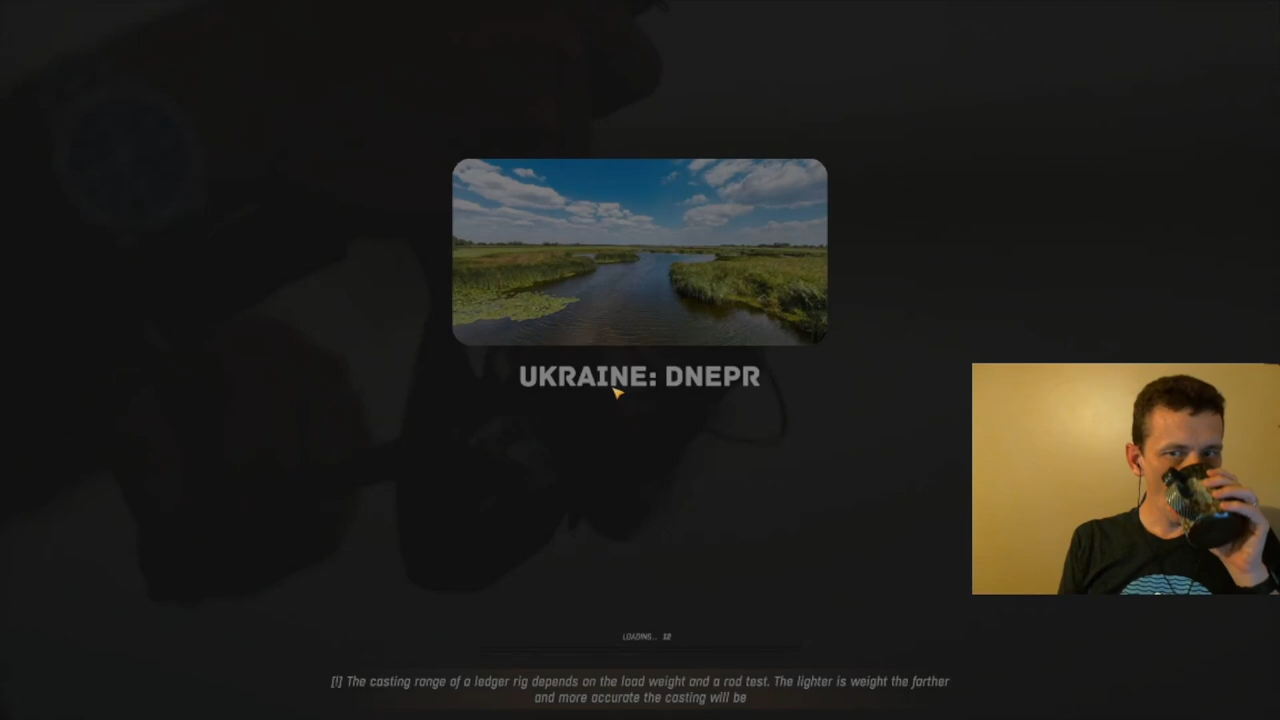 UKRAINE: DNEPR
LOADING... 12
[!] The casting range of a ledger rig depends on the load weight and a rod test. The lighter is weight the farther
and more accurate the casting will be